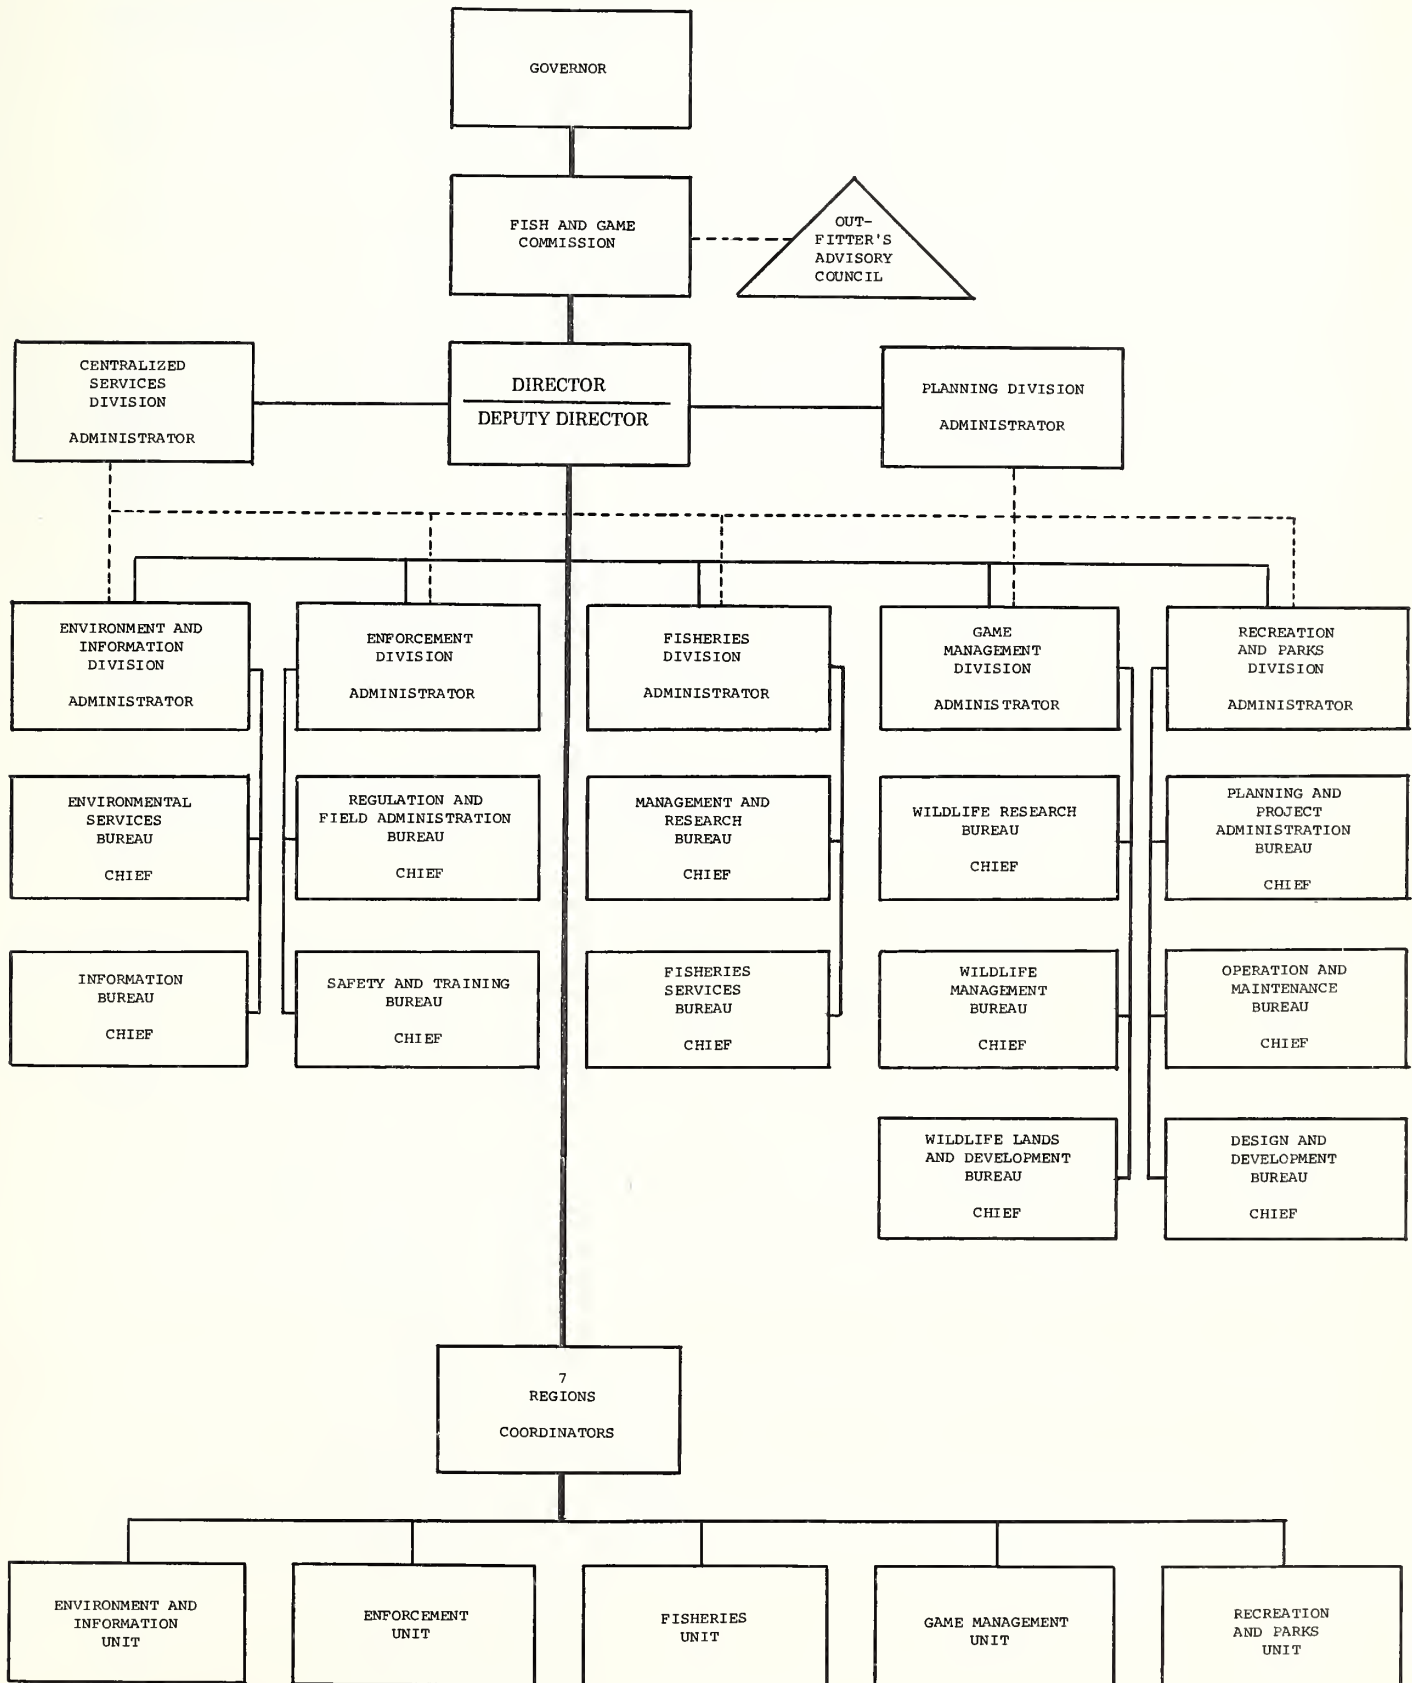 GOVERNOR
FISH AND GAME
COMMISSION
OUT-
FITTER'S
ADVISORY
COUNCIL
CENTRALIZED
SERVICES
DIVISION
ADMINISTRATOR
DIRECTOR
DEPUTY DIRECTOR
PLANNING DIVISION
ADMINISTRATOR
ENVIRONMENT AND
INFORMATION
DIVISION
ADMINISTRATOR
ENFORCEMENT
DIVISION
ADMINISTRATOR
FISHERIES
DIVISION
ADMINISTRATOR
GAME
MANAGEMENT
DIVISION
ADMINISTRATOR
RECREATION
AND PARKS
DIVISION
ADMINISTRATOR
ENVIRONMENTAL
SERVICES
BUREAU
CHIEF
REGULATION AND
FIELD ADMINISTRATION
BUREAU
CHIEF
MANAGEMENT AND
RESEARCH
BUREAU
CHIEF
WILDLIFE RESEARCH
BUREAU
CHIEF
PLANNING AND
PROJECT
ADMINISTRATION
BUREAU
CHIEF
INFORMATION
BUREAU
CHIEF
SAFETY AND TRAINING
BUREAU
CHIEF
FISHERIES
SERVICES
BUREAU
CHIEF
WILDLIFE
MANAGEMENT
BUREAU
CHIEF
OPERATION AND
MAINTENANCE
BUREAU
CHIEF
WILDLIFE LANDS
AND DEVELOPMENT
BUREAU
CHIEF
DESIGN AND
DEVELOPMENT
BUREAU
CHIEF
7
REGIONS
COORDINATORS
ENVIRONMENT AND
INFORMATION
UNIT
ENFORCEMENT
UNIT
FISHERIES
UNIT
GAME MANAGEMENT
UNIT
RECREATION
AND PARKS
UNIT